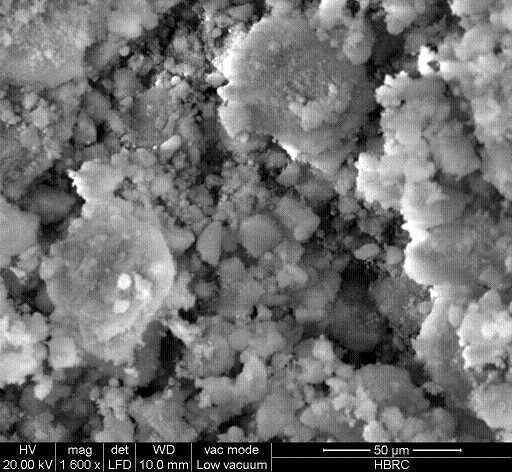 HV mag det WD vac mode 50 µm
20.00 kV 1 600 x LFD 10.0 mm Low vacuum HBRC